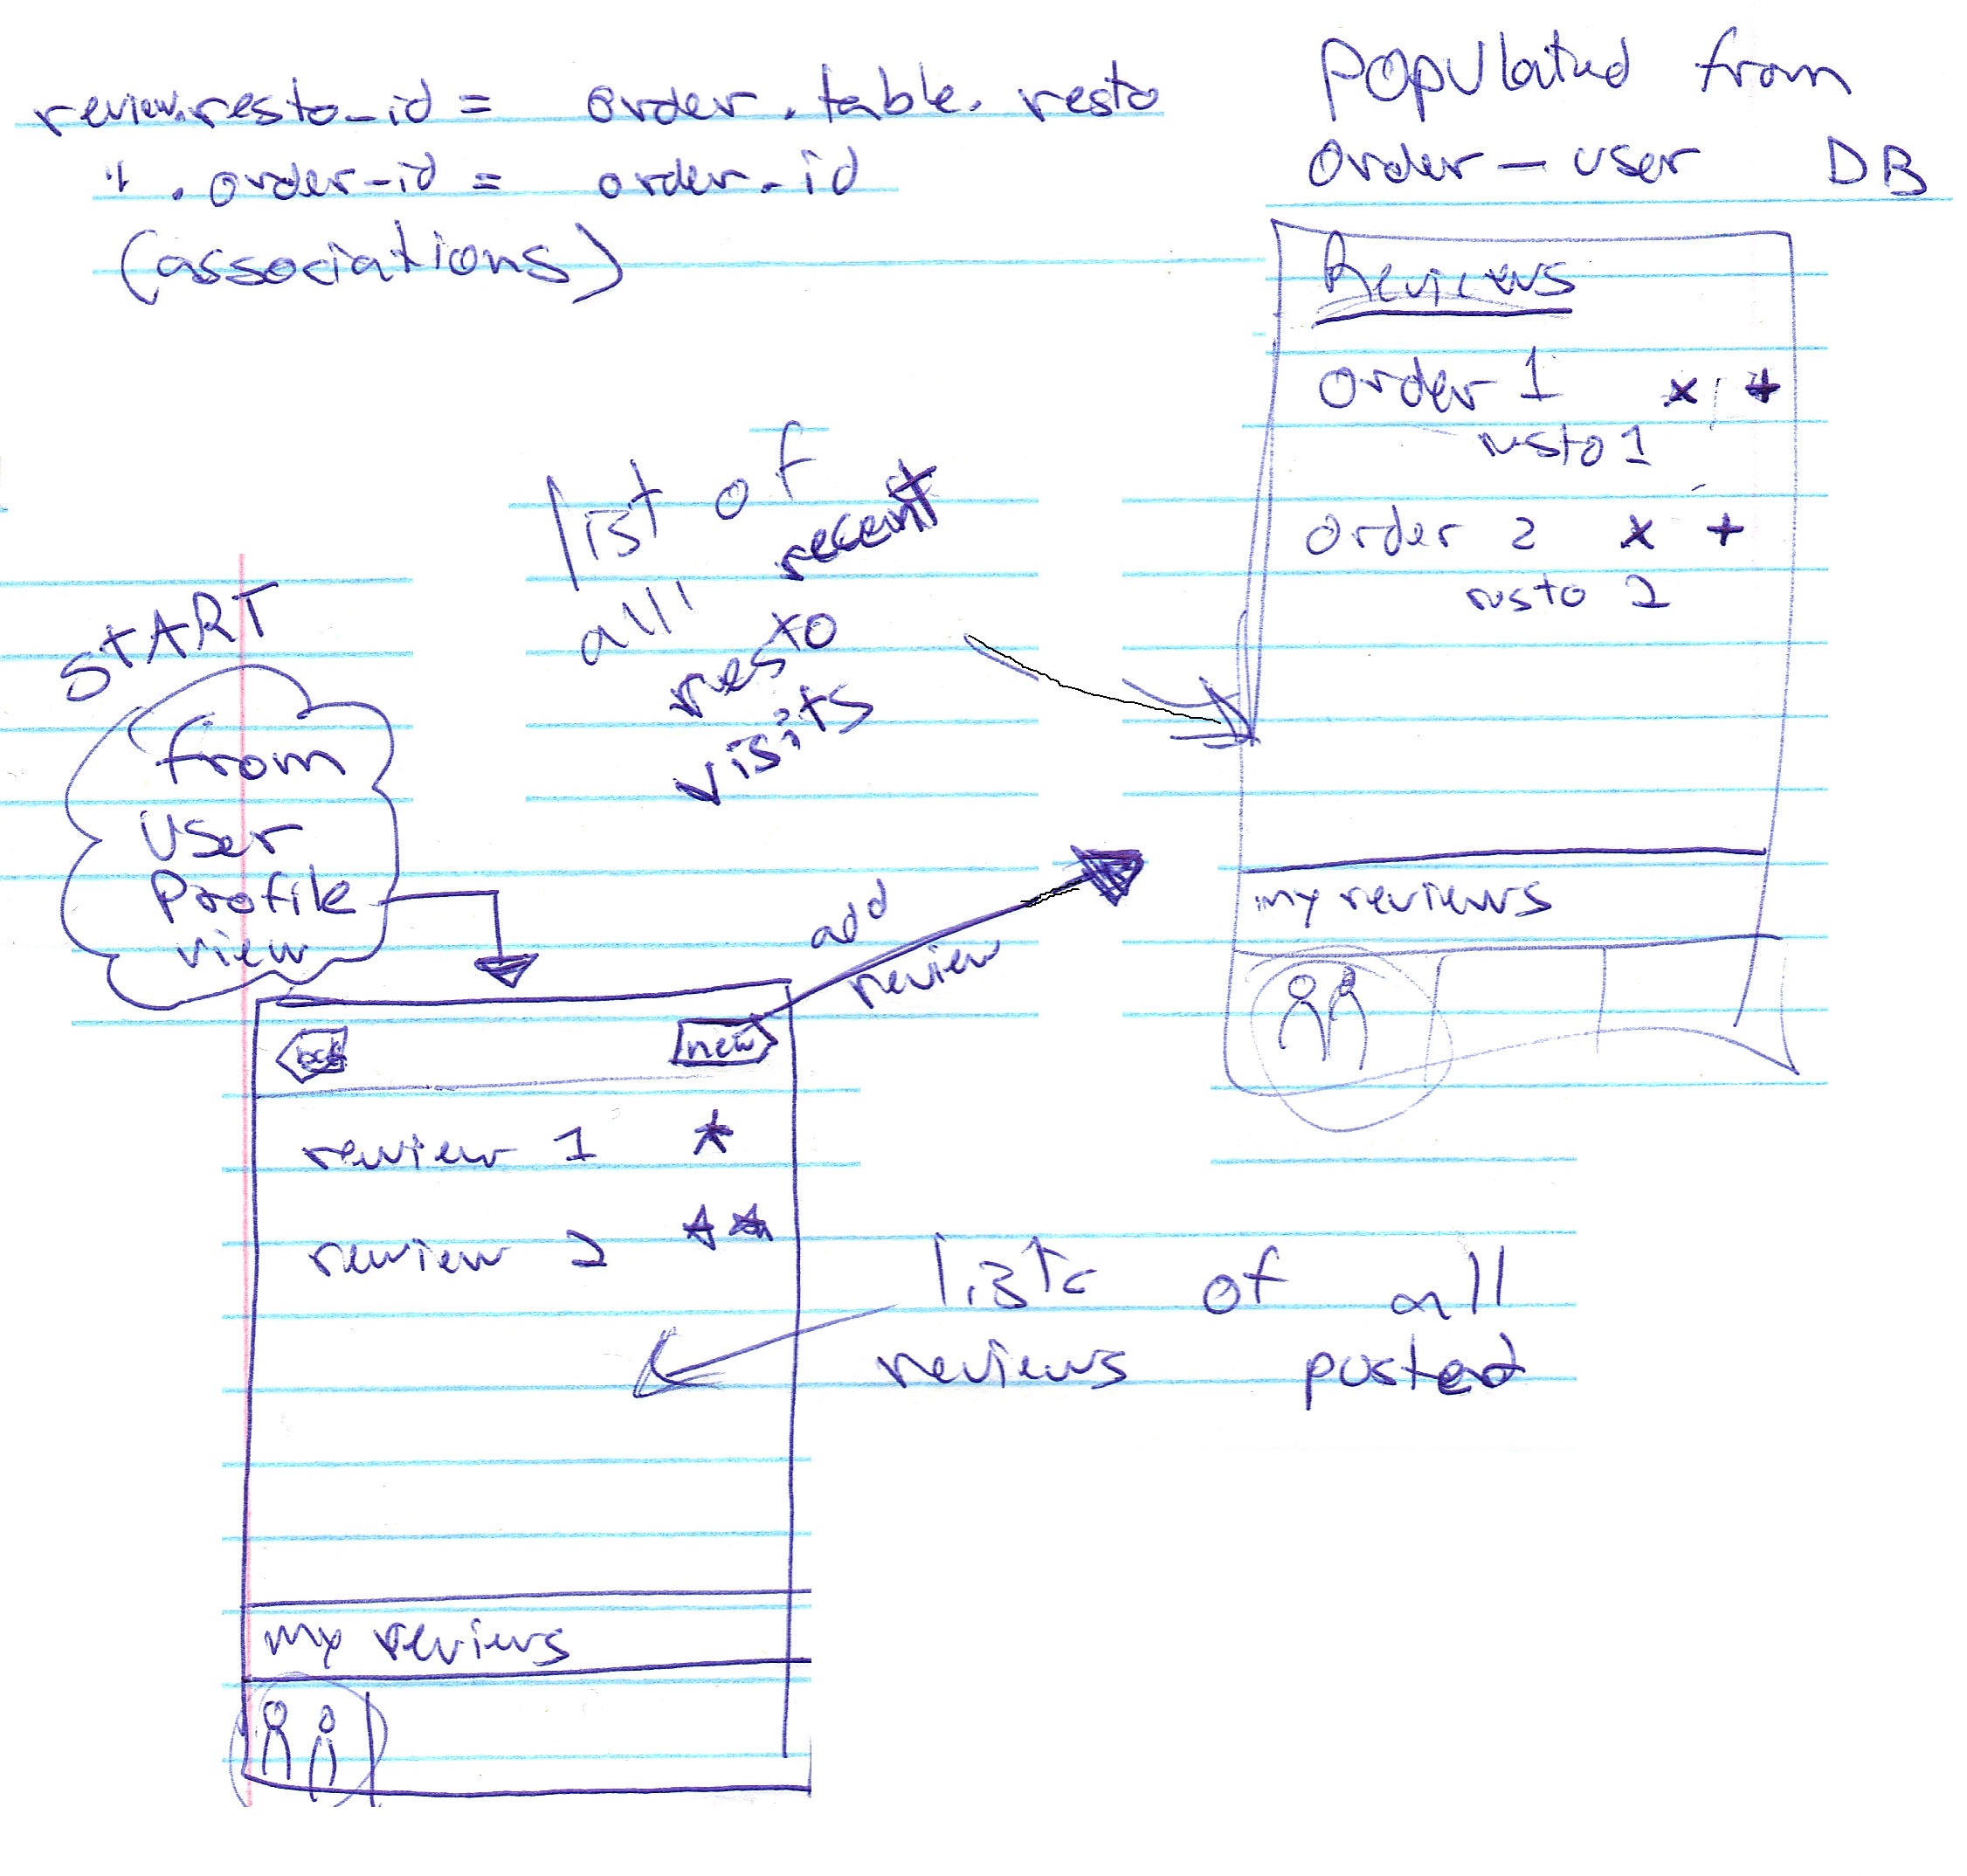 review.resto_id = order.table.resto
" .order-id = order.id
(associations)
Populated from
order - user DB
Reviews
order 1 x +
resto 1
order 2 x +
resto 2
my reviews
list of
all recent
resto
visits
START
from
User
Profile
view
add
review
back
new
review 1 ★
review 2 ★★
my reviews
lists of all
reviews posted